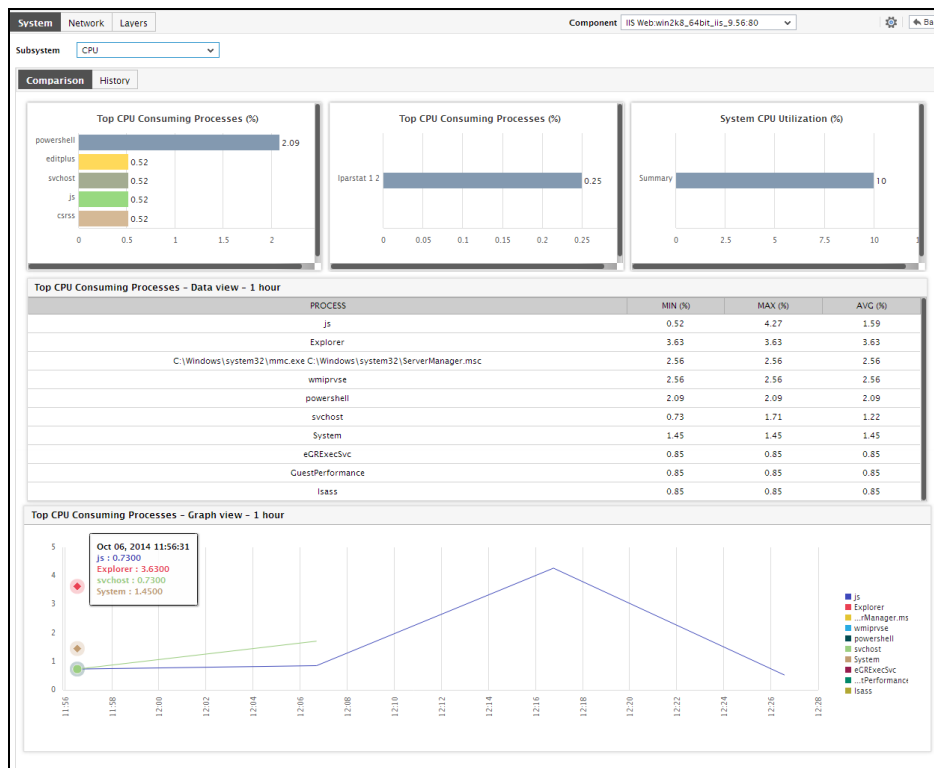 System Network Layers Component IIS Web:win2k8_64bit_iis_9.56:80 Ba
Subsystem CPU
Comparison History
Top CPU Consuming Processes (%)
powershell 2.09
editplus 0.52
svchost 0.52
js 0.52
csrss 0.52
0 0.5 1 1.5 2
Top CPU Consuming Processes (%)
lparstat 1 2 0.25
0 0.05 0.1 0.15 0.2 0.25
System CPU Utilization (%)
Summary 10
0 2.5 5 7.5 10 1
Top CPU Consuming Processes - Data view - 1 hour
PROCESS MIN (%) MAX (%) AVG (%)
js 0.52 4.27 1.59
Explorer 3.63 3.63 3.63
C:\Windows\system32\mmc.exe C:\Windows\system32\ServerManager.msc 2.56 2.56 2.56
wmiprvse 2.56 2.56 2.56
powershell 2.09 2.09 2.09
svchost 0.73 1.71 1.22
System 1.45 1.45 1.45
eGRExecSvc 0.85 0.85 0.85
GuestPerformance 0.85 0.85 0.85
lsass 0.85 0.85 0.85
Top CPU Consuming Processes - Graph view - 1 hour
Oct 06, 2014 11:56:31
js : 0.7300
Explorer : 3.6300
svchost : 0.7300
System : 1.4500
5
4
3
2
1
0
11:56 11:58 12:00 12:02 12:04 12:06 12:08 12:10 12:12 12:14 12:16 12:18 12:20 12:22 12:24 12:26 12:28
js
Explorer
...rManager.ms
wmiprvse
powershell
svchost
System
eGRExecSvc
...tPerformance
lsass